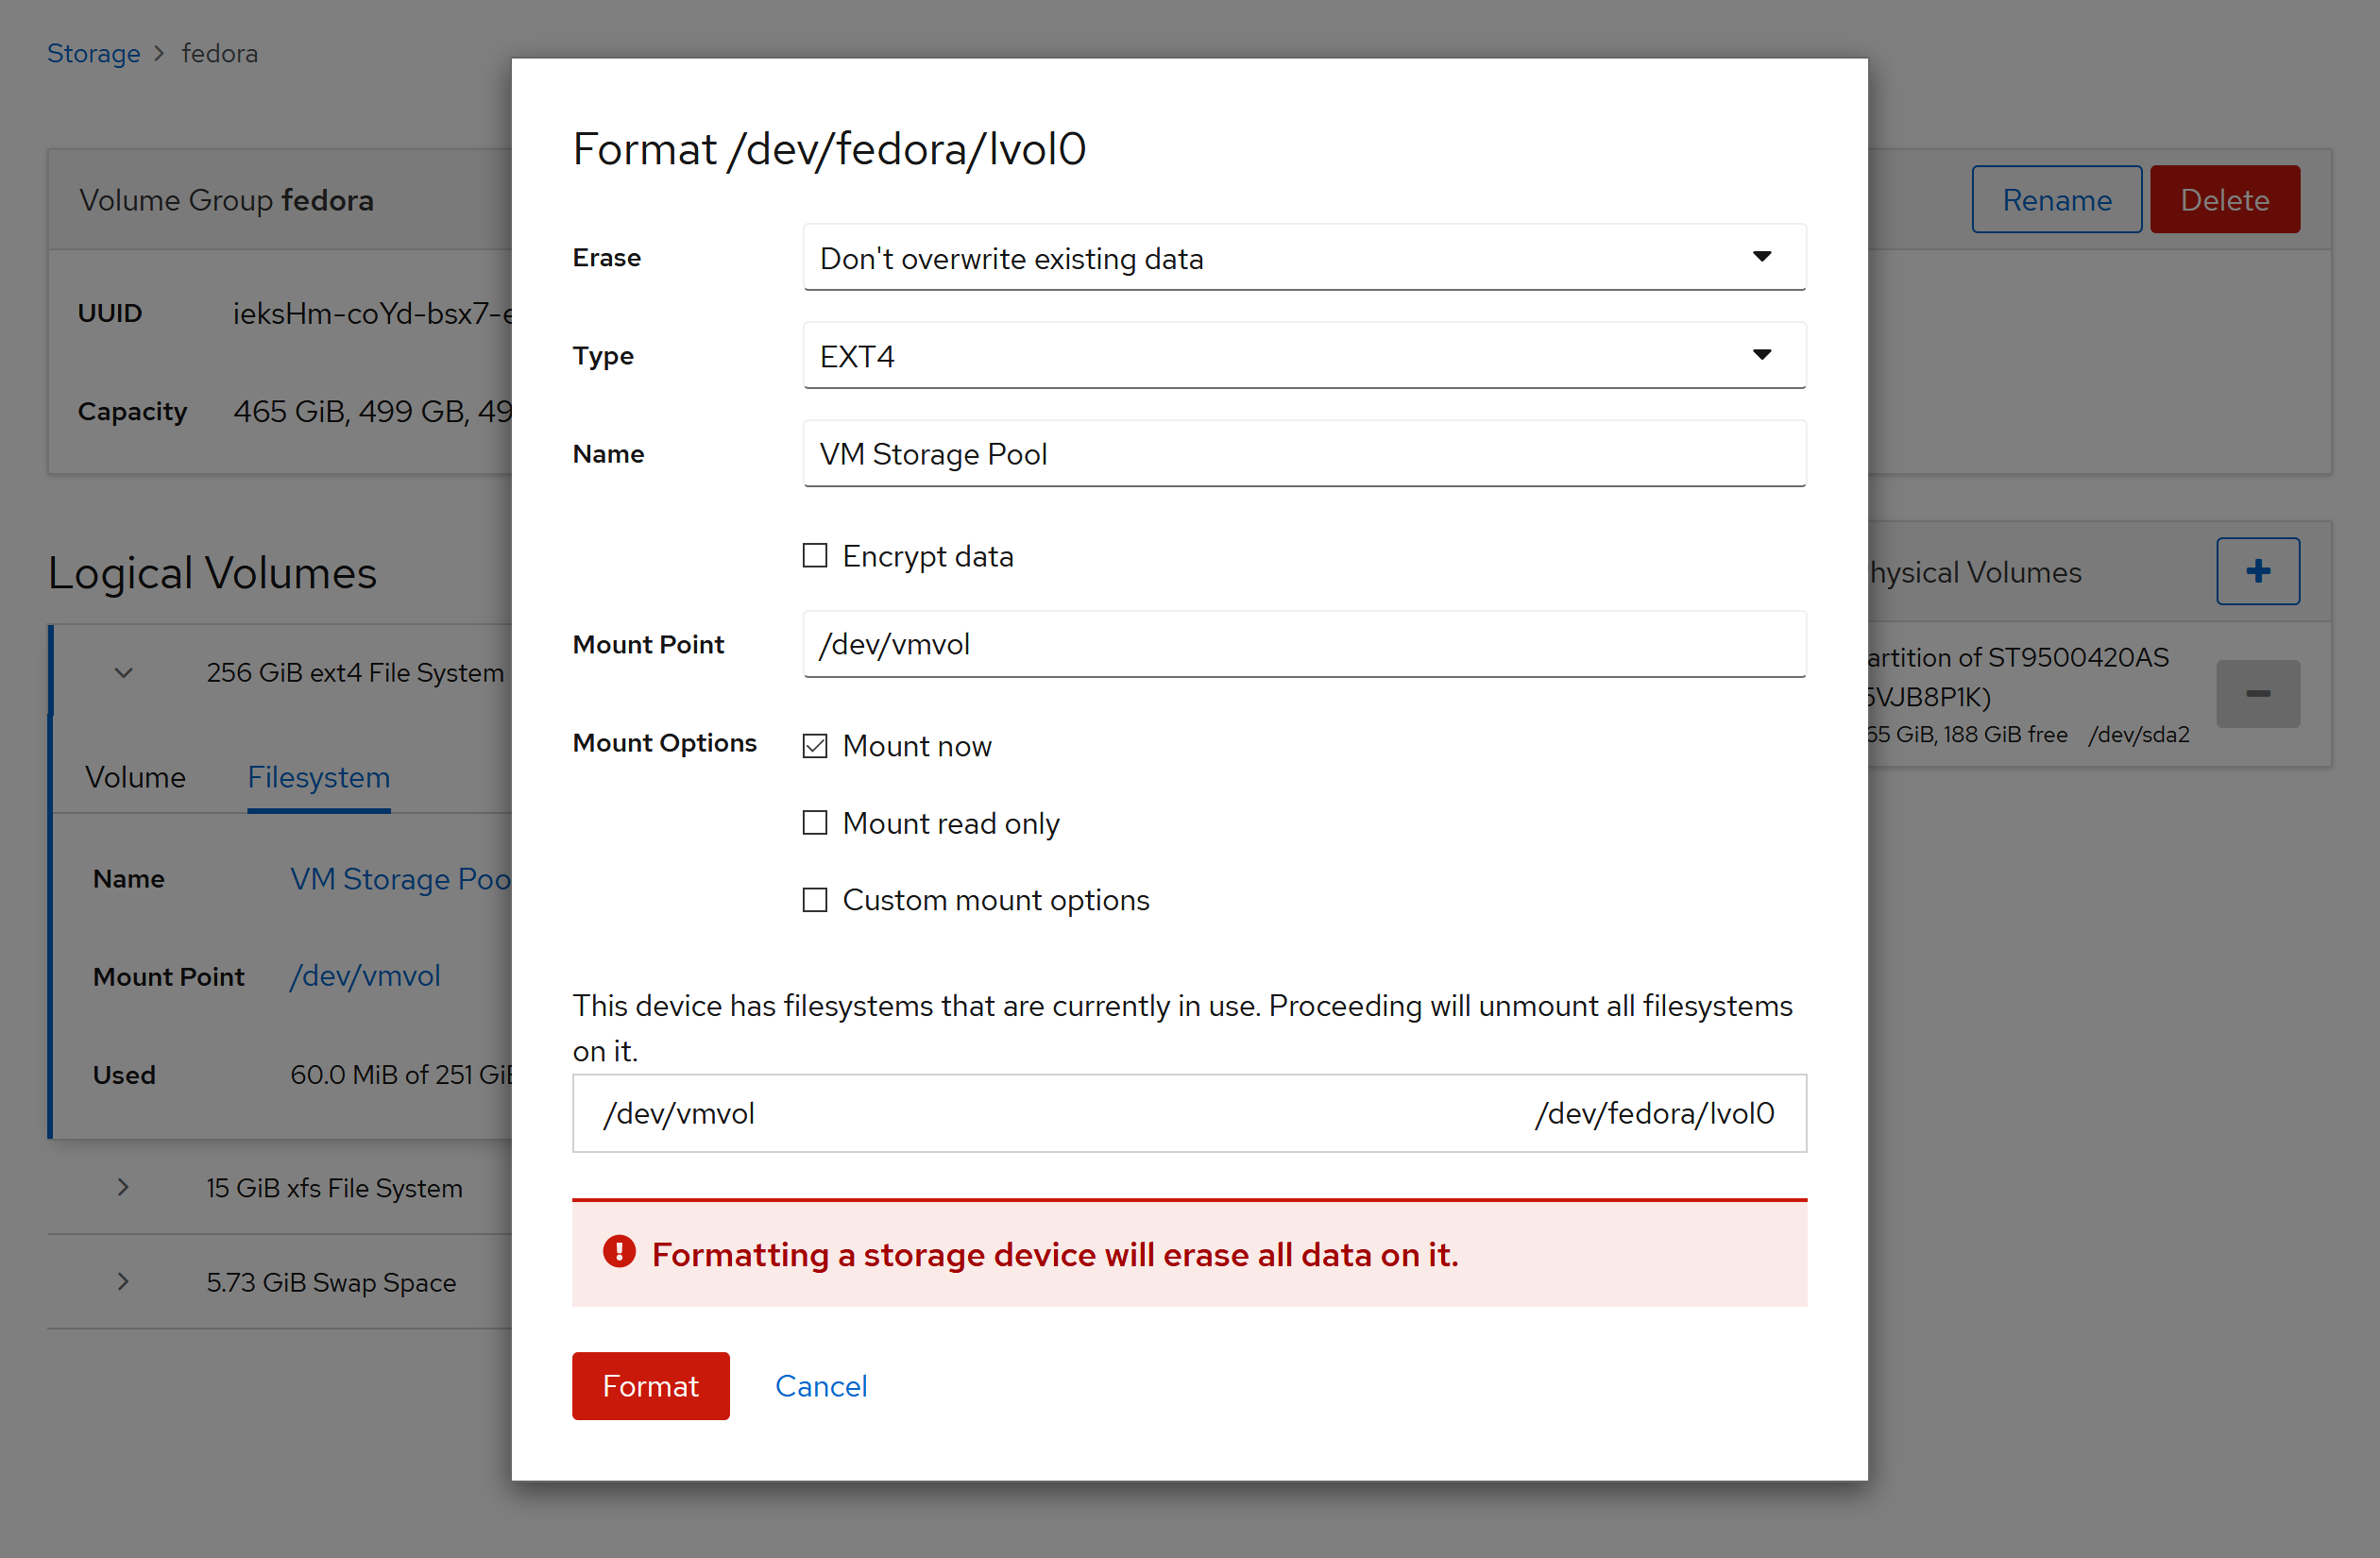 Storage > fedora
Format /dev/fedora/lvol0
Volume Group fedora
Rename
Delete
Erase
Don't overwrite existing data
UUID
ieksHm-coYd-bsx7-e
Type
EXT4
Capacity
465 GiB, 499 GB, 49
Name
VM Storage Pool
Encrypt data
Logical Volumes
hysical Volumes
Mount Point
/dev/vmvol
256 GiB ext4 File System
artition of ST9500420AS
5VJB8P1K)
65 GiB, 188 GiB free /dev/sda2
Mount Options
Mount now
Mount read only
Custom mount options
Volume
Filesystem
Name
VM Storage Poo
Mount Point
/dev/vmvol
Used
60.0 MiB of 251 GiB
This device has filesystems that are currently in use. Proceeding will unmount all filesystems
on it.
/dev/vmvol
/dev/fedora/lvol0
15 GiB xfs File System
5.73 GiB Swap Space
Formatting a storage device will erase all data on it.
Format
Cancel